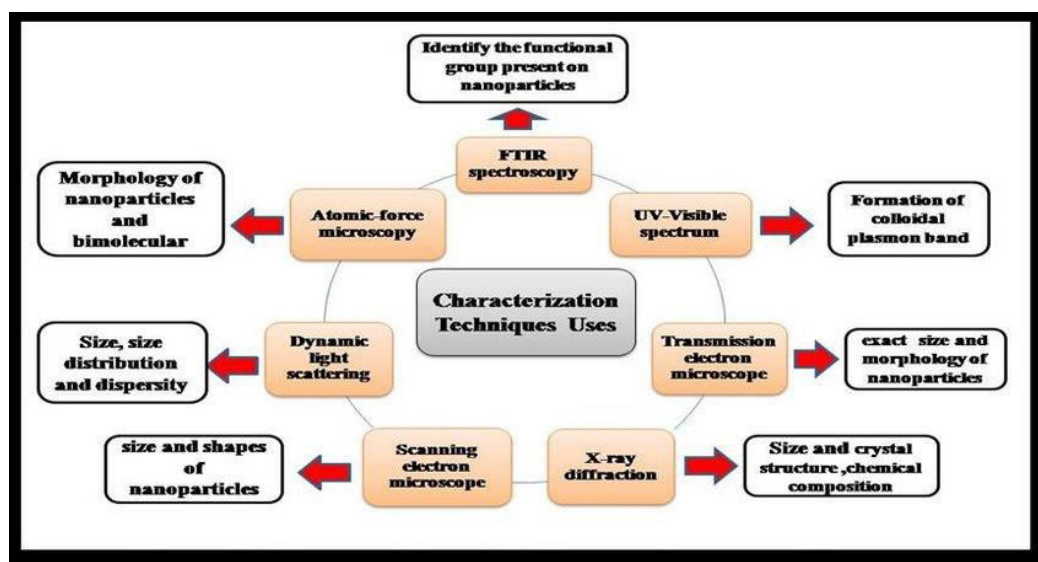 Identify the functional
group present on
nanoparticles
FTIR
spectroscopy
Morphology of
nanoparticles
and
bimolecular
Atomic-force
microscopy
UV-Visible
spectrum
Formation of
colloidal
plasmon band
Characterization
Techniques Uses
Size, size
distribution
and dispersity
Dynamic
light
scattering
Transmission
electron
microscope
exact size and
morphology of
nanoparticles
size and shapes
of
nanoparticles
Scanning
electron
microscope
X-ray
diffraction
Size and crystal
structure ,chemical
composition